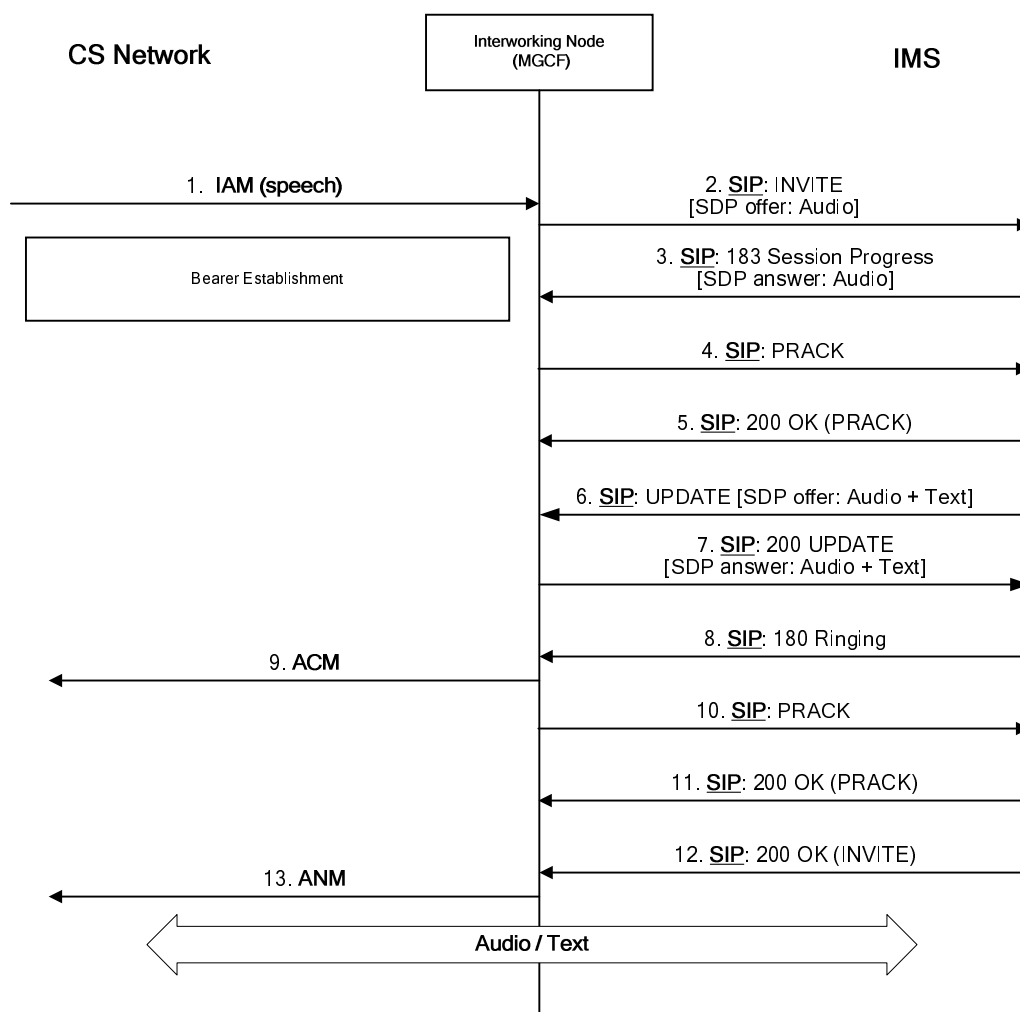 CS Network
Interworking Node
(MGCF)
IMS
1. IAM (speech)
2. SIP: INVITE
[SDP offer: Audio]
Bearer Establishment
3. SIP: 183 Session Progress
[SDP answer: Audio]
4. SIP: PRACK
5. SIP: 200 OK (PRACK)
6. SIP: UPDATE [SDP offer: Audio + Text]
7. SIP: 200 UPDATE
[SDP answer: Audio + Text]
8. SIP: 180 Ringing
9. ACM
10. SIP: PRACK
11. SIP: 200 OK (PRACK)
12. SIP: 200 OK (INVITE)
13. ANM
Audio / Text